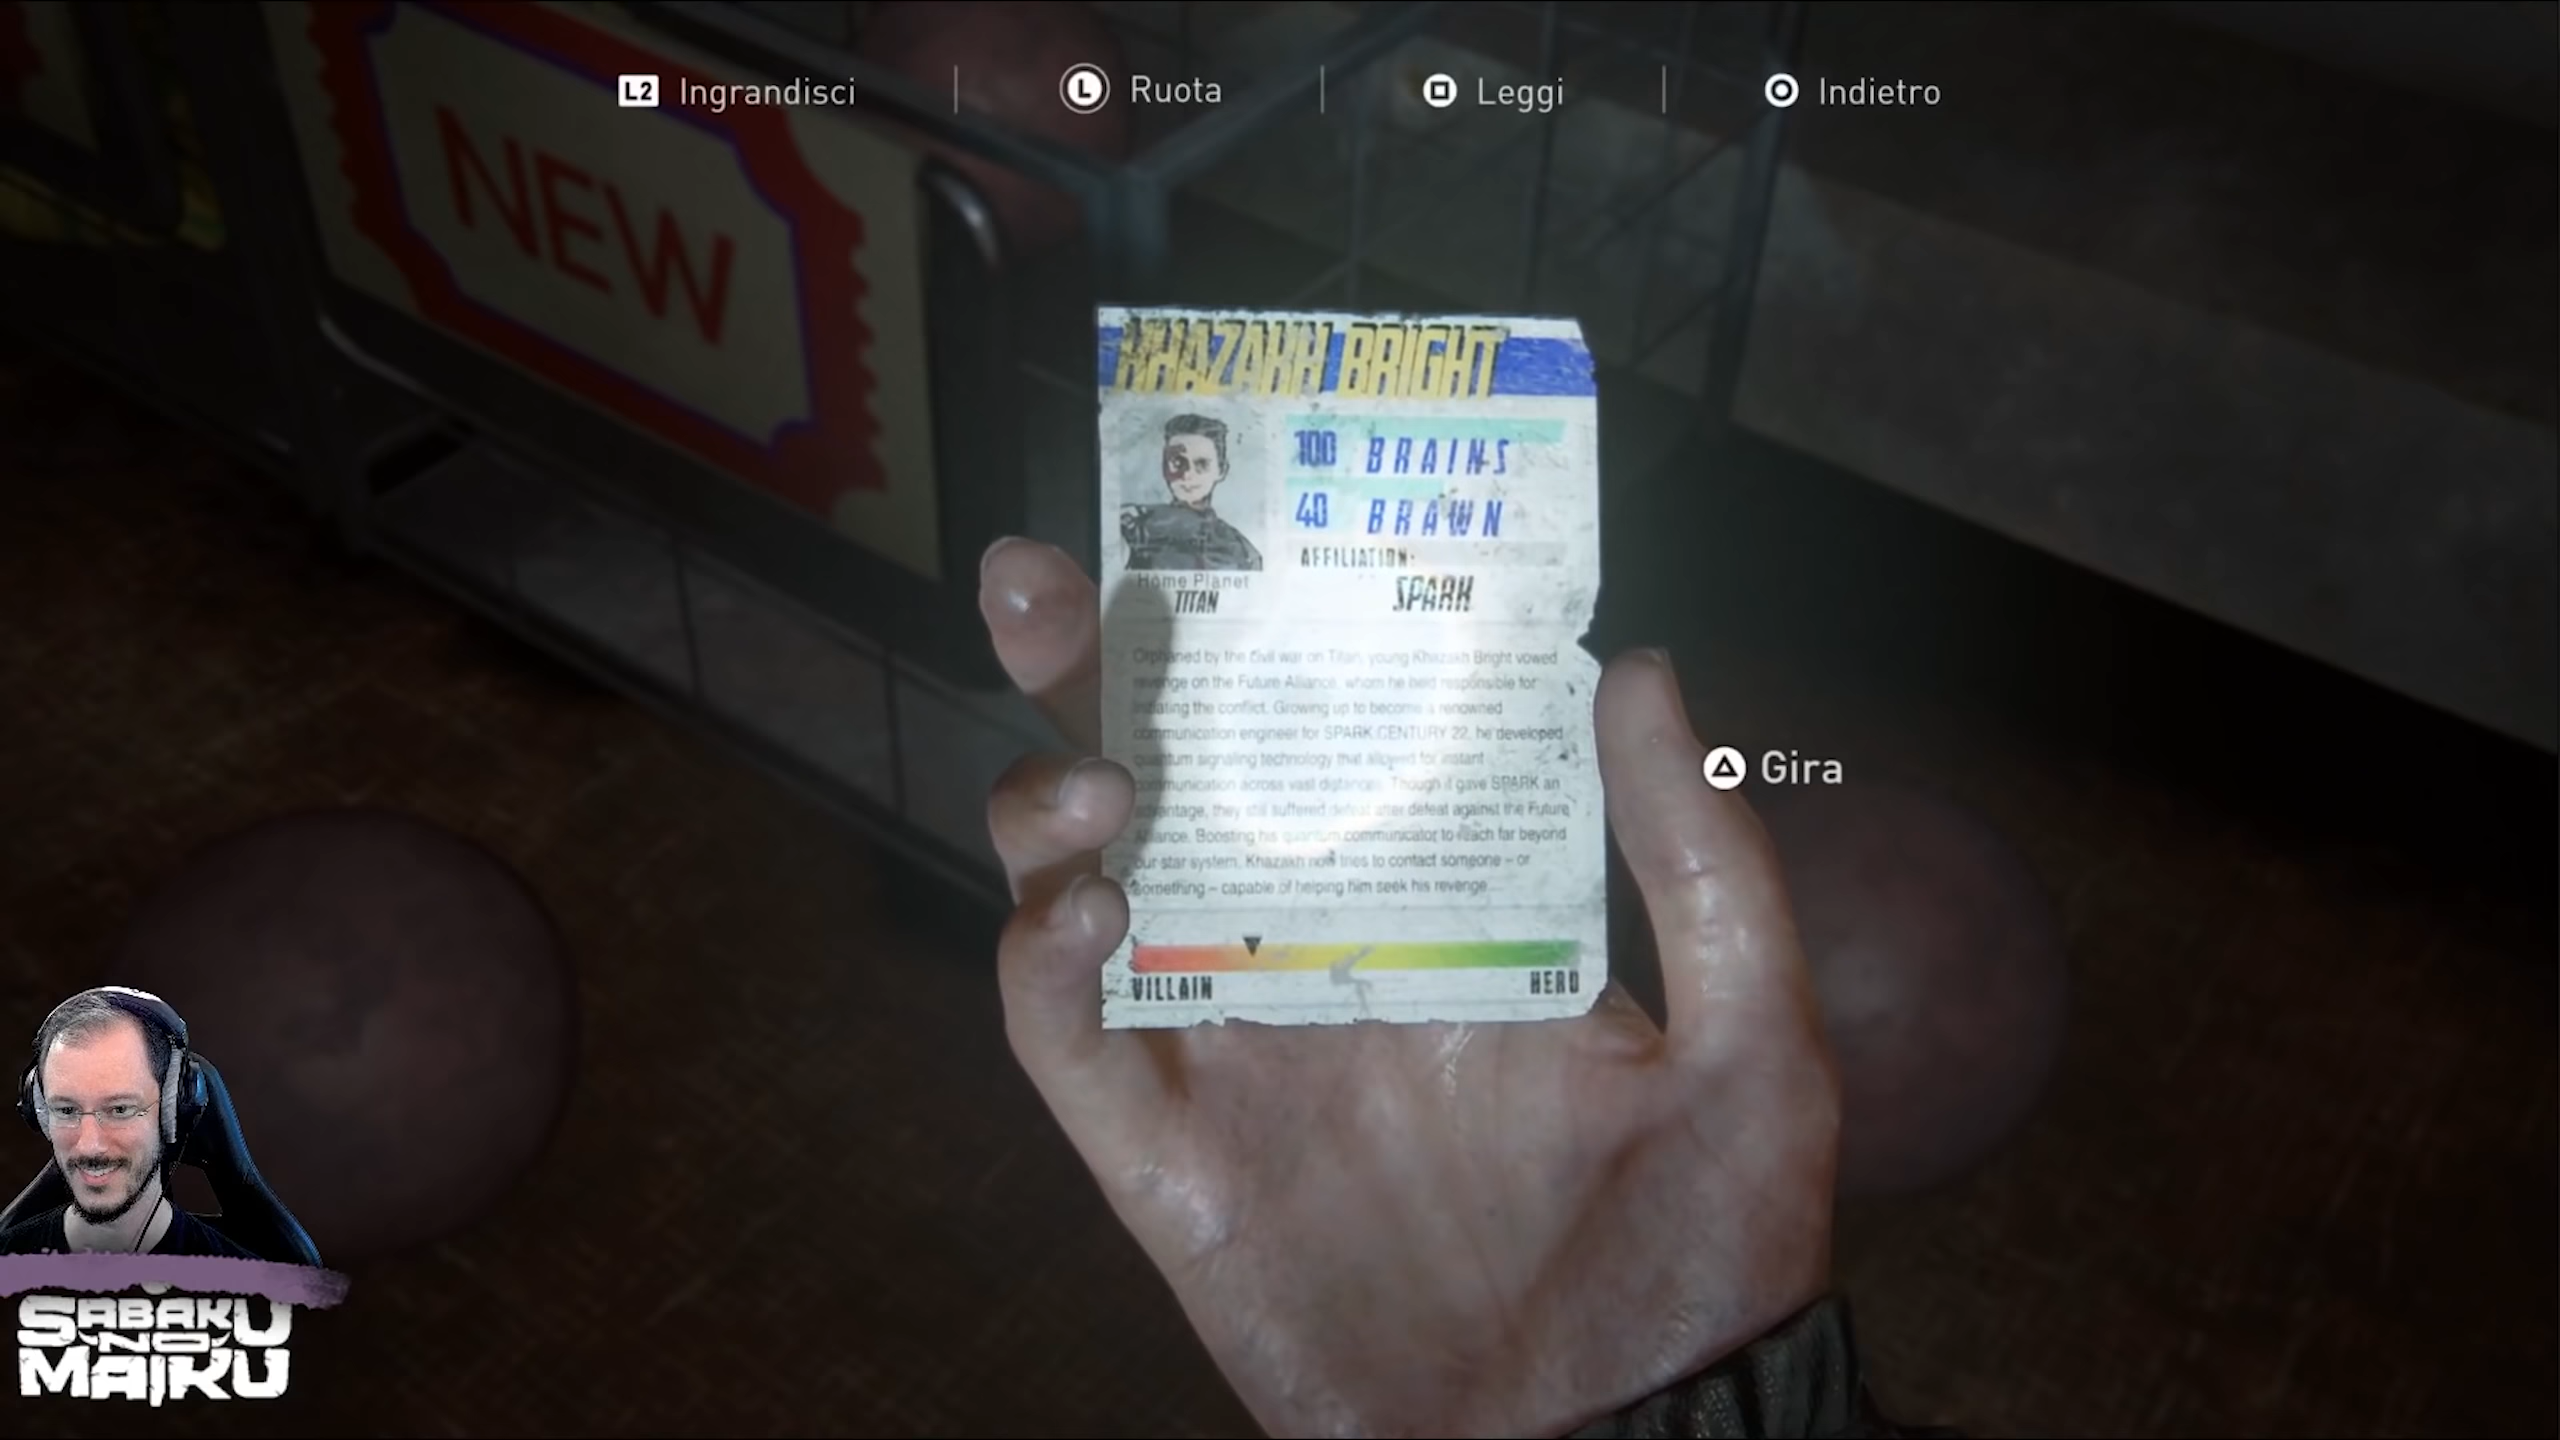 L2 Ingrandisci
L Ruota
Leggi
Indietro
NEW
KHAZAKH BRIGHT
100 BRAINS
40 BRAWN
AFFILIATION:
Home Planet
TITAN
SPARK
Orphaned by the civil war on Titan, young Khazakh Bright vowed
revenge on the Future Alliance, whom he held responsible for
initiating the conflict. Growing up to become a renowned
communication engineer for SPARK CENTURY 22, he developed
quantum signaling technology that allowed for instant
communication across vast distances. Though it gave SPARK an
advantage, they still suffered defeat after defeat against the Future
Alliance. Boosting his quantum communicator to reach far beyond
our star system, Khazakh now tries to contact someone – or
something – capable of helping him seek his revenge...
Gira
VILLAIN
HERO
SABAKU
NO
MAIKU